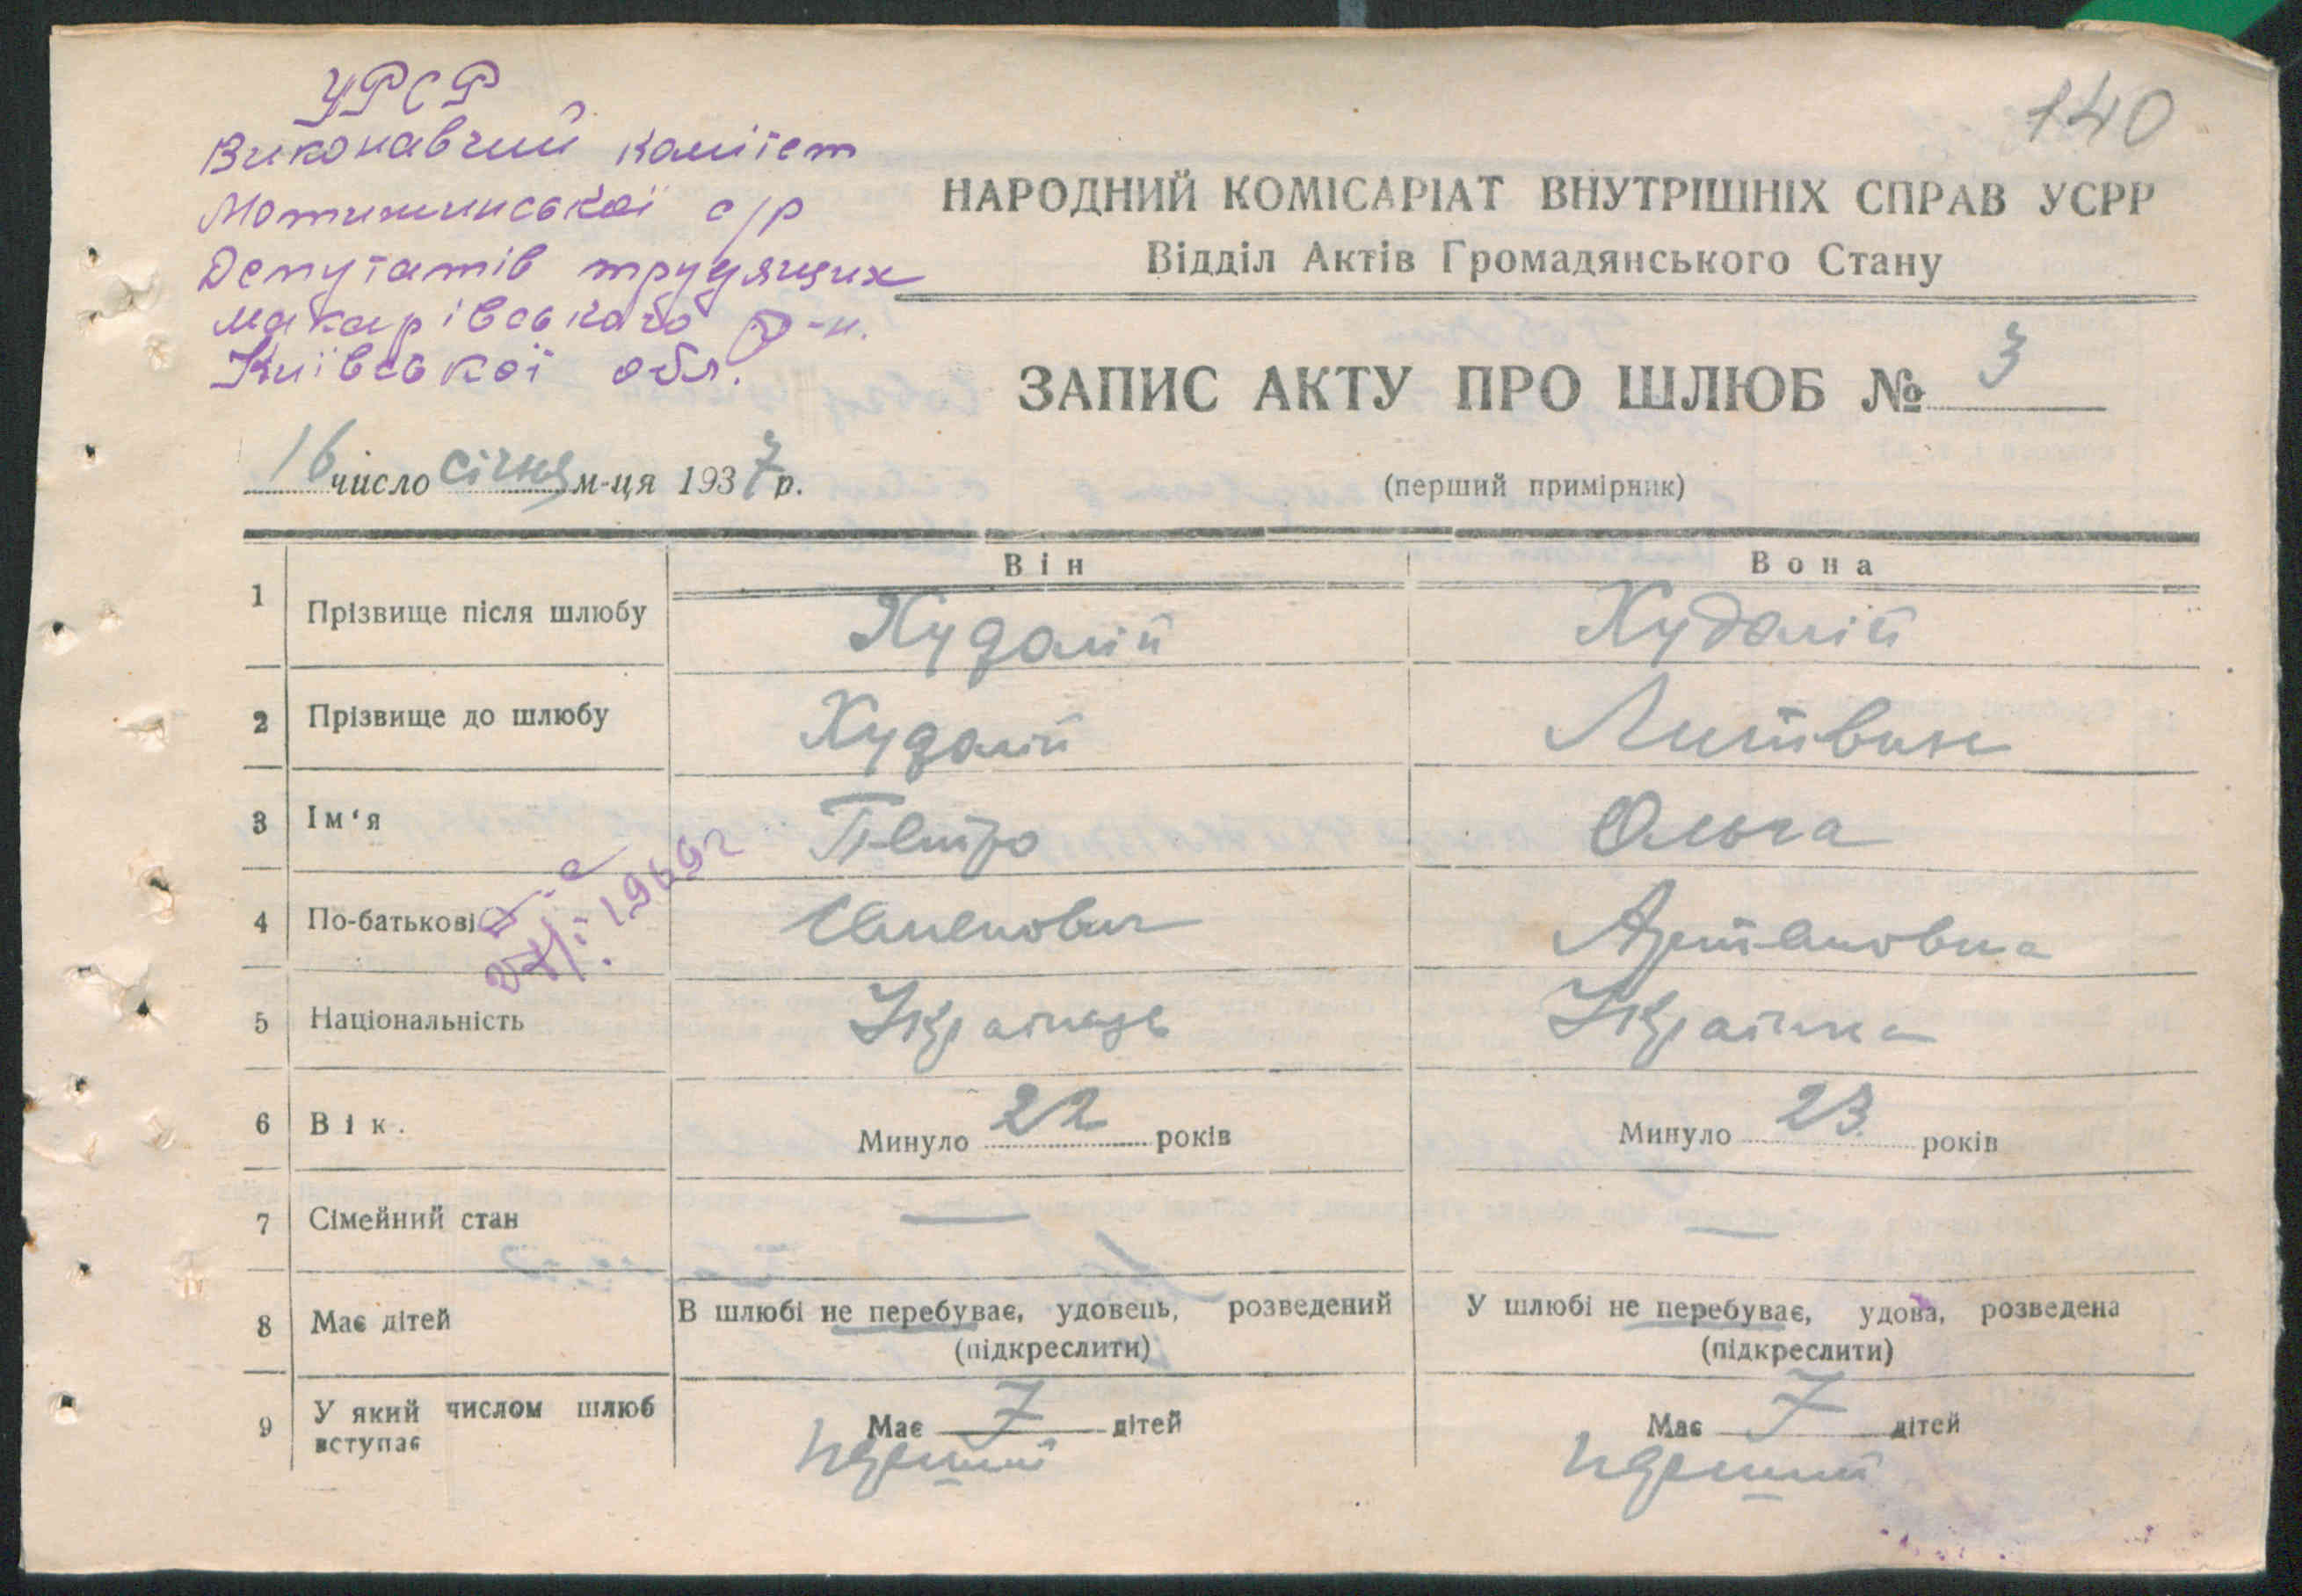 140
УРСР
Виконавчий комітет
Мотижинської с/р
Депутатів трудящих
Макарівського р-н.
Київської обл.
НАРОДНИЙ КОМІСАРІАТ ВНУТРІШНІХ СПРАВ УСРР
Відділ Актів Громадянського Стану
ЗАПИС АКТУ ПРО ШЛЮБ № 3
16 число січня м-ця 1937 р.
(перший примірник)
Він Вона
1 Прізвище після шлюбу Худолій Худолій
2 Прізвище до шлюбу Худолій Литвин
3 Ім‘я Петро Ольга
4 По-батькові Семенович
27/I 1969г
5 Національність Українець Українка
6 Вік. Минуло 22 років Минуло 23 років
7 Сімейний стан — —
8 Має дітей В шлюбі не перебуває, удовець, розведений У шлюбі не перебуває, удова, розведена
(підкреслити) (підкреслити)
9 У який числом шлюб вступає Має дітей Має дітей
перший перший